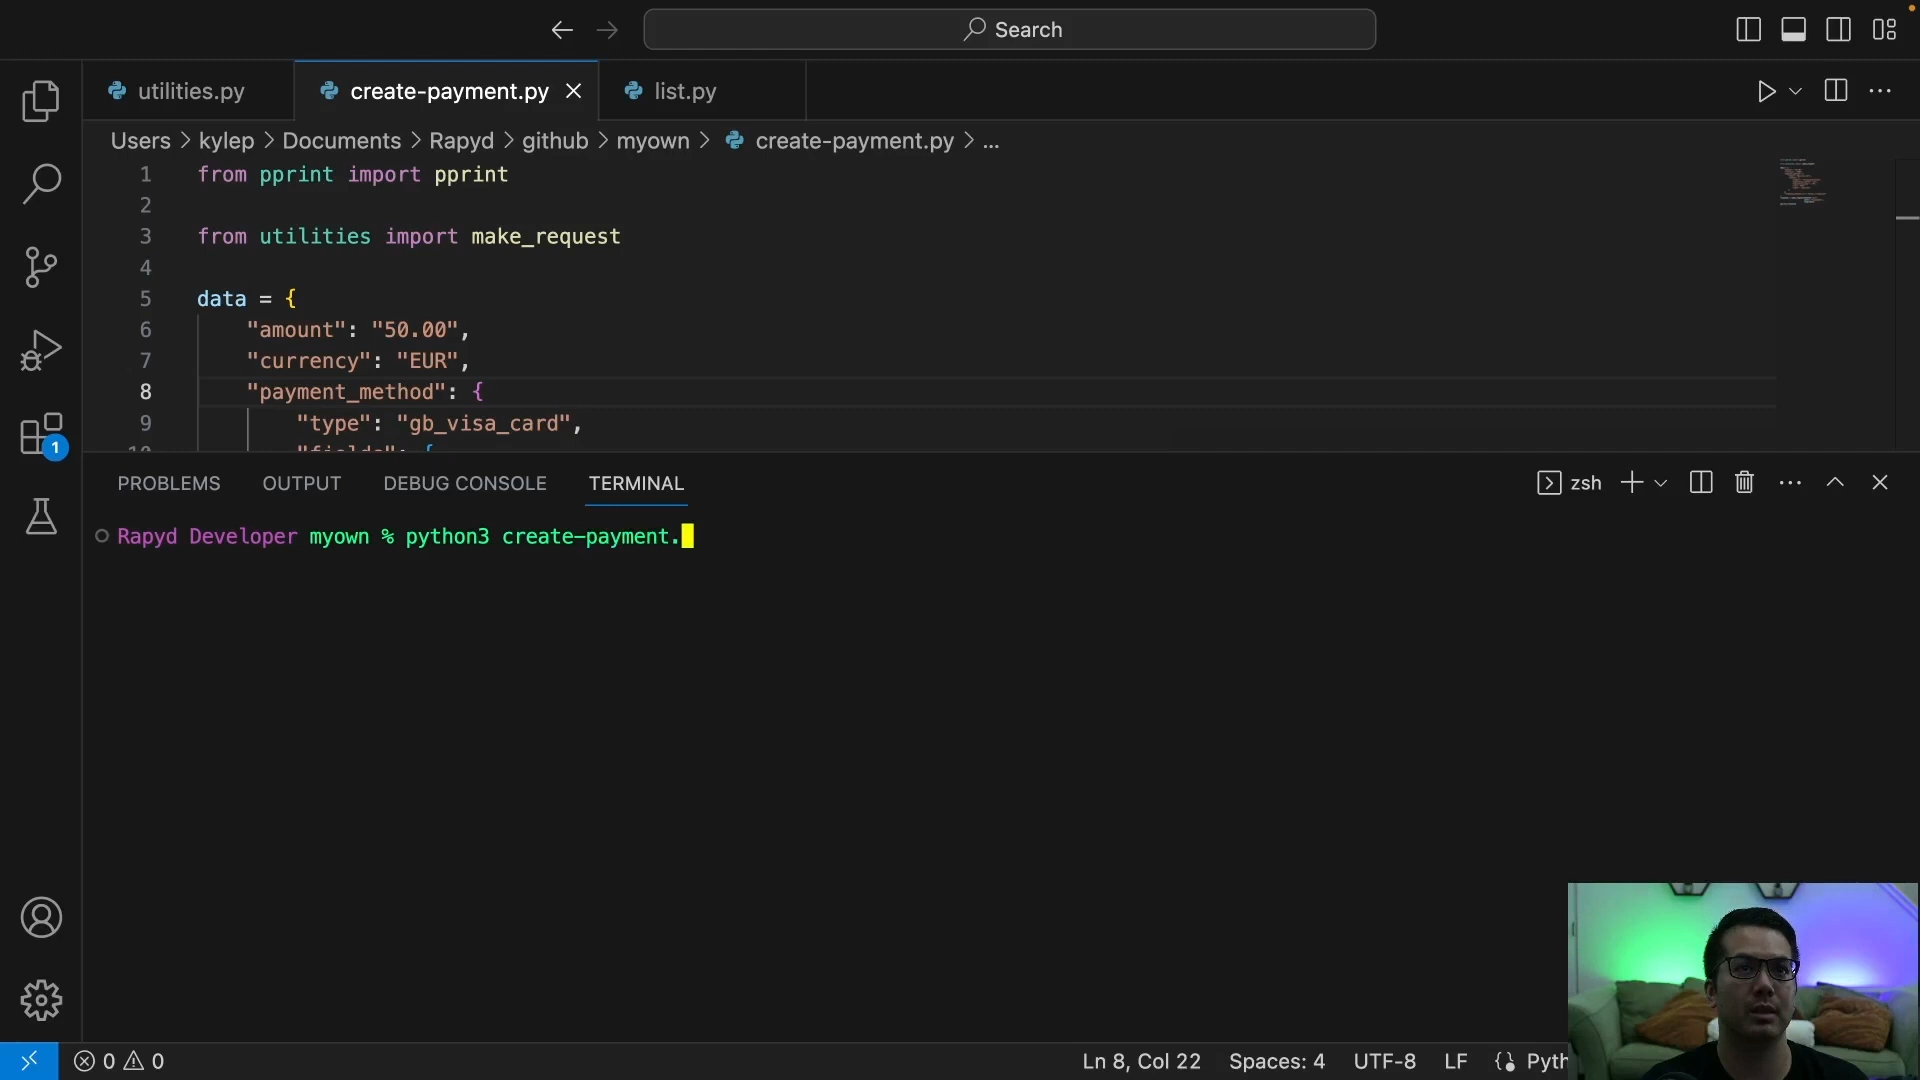 Search
utilities.py
create-payment.py
list.py
Users > kylep > Documents > Rapyd > github > myown > create-payment.py > ...
1 from pprint import pprint
2
3 from utilities import make_request
4
5 data = {
6 "amount": "50.00",
7 "currency": "EUR",
8 "payment_method": {
9 "type": "gb_visa_card",
10 "fields": {
PROBLEMS OUTPUT DEBUG CONSOLE TERMINAL
zsh
Rapyd Developer myown % python3 create-payment.
1
0 0
Ln 8, Col 22 Spaces: 4 UTF-8 LF Pyth